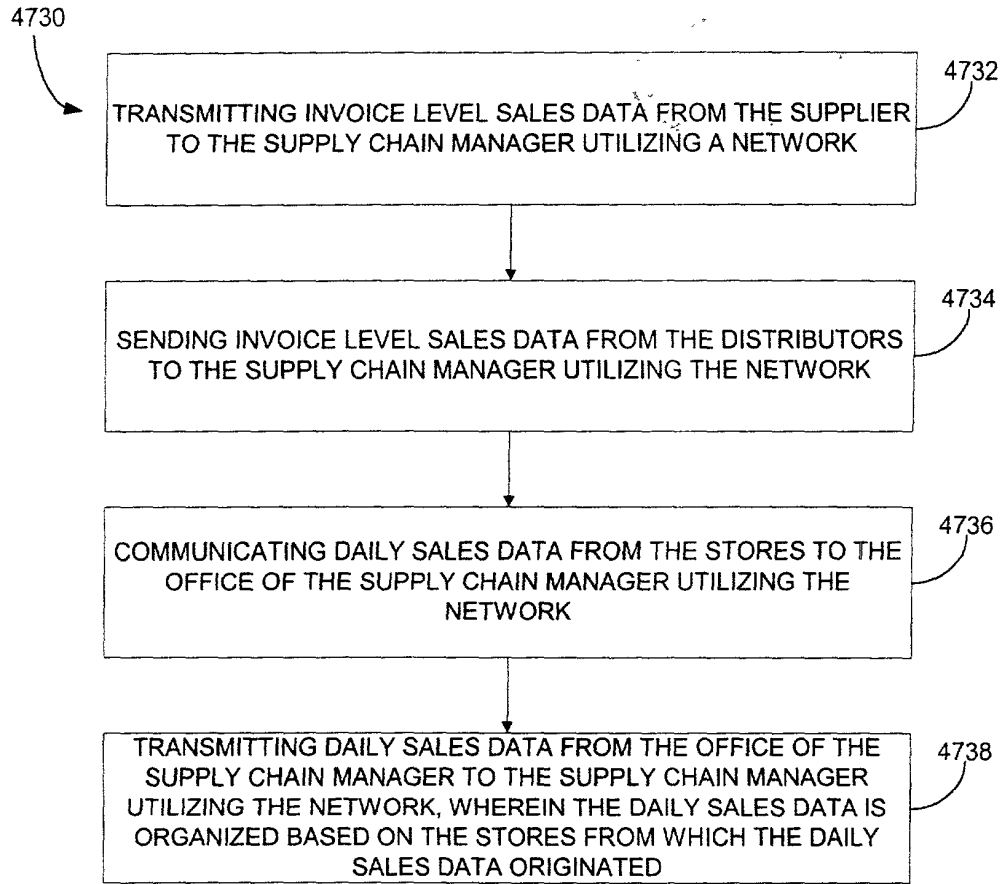 4730
4732
TRANSMITTING INVOICE LEVEL SALES DATA FROM THE SUPPLIER
TO THE SUPPLY CHAIN MANAGER UTILIZING A NETWORK
4734
SENDING INVOICE LEVEL SALES DATA FROM THE DISTRIBUTORS
TO THE SUPPLY CHAIN MANAGER UTILIZING THE NETWORK
4736
COMMUNICATING DAILY SALES DATA FROM THE STORES TO THE
OFFICE OF THE SUPPLY CHAIN MANAGER UTILIZING THE
NETWORK
4738
TRANSMITTING DAILY SALES DATA FROM THE OFFICE OF THE
SUPPLY CHAIN MANAGER TO THE SUPPLY CHAIN MANAGER
UTILIZING THE NETWORK, WHEREIN THE DAILY SALES DATA IS
ORGANIZED BASED ON THE STORES FROM WHICH THE DAILY
SALES DATA ORIGINATED